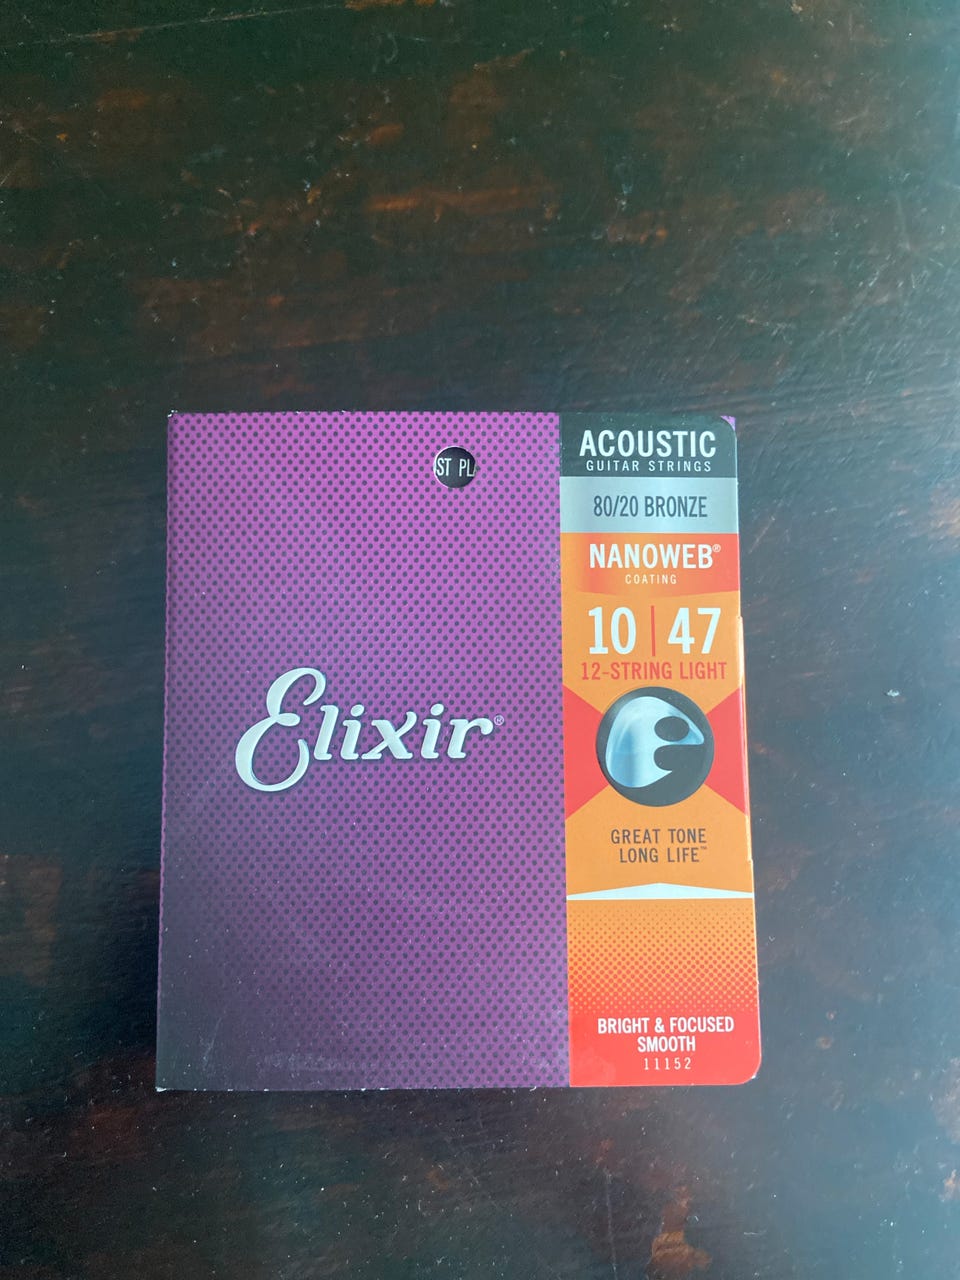 ST PL
Elixir®
ACOUSTIC
GUITAR STRINGS
80/20 BRONZE
NANOWEB®
COATING
10 | 47
12-STRING LIGHT
GREAT TONE
LONG LIFE™
BRIGHT & FOCUSED
SMOOTH
11152